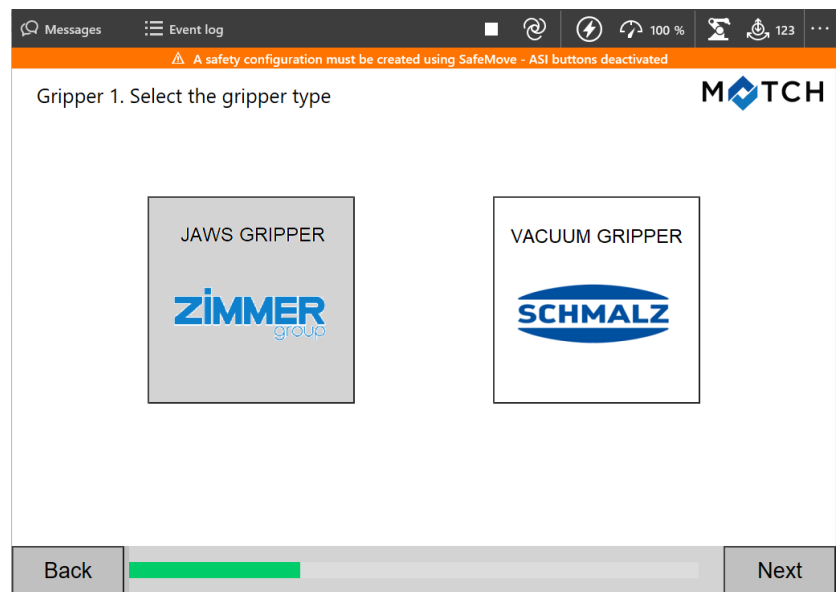 Messages
Event log
100 %
123
A safety configuration must be created using SafeMove - ASI buttons deactivated
Gripper 1. Select the gripper type
MATCH
JAWS GRIPPER
ZIMMER
group
VACUUM GRIPPER
SCHMALZ
Back
Next